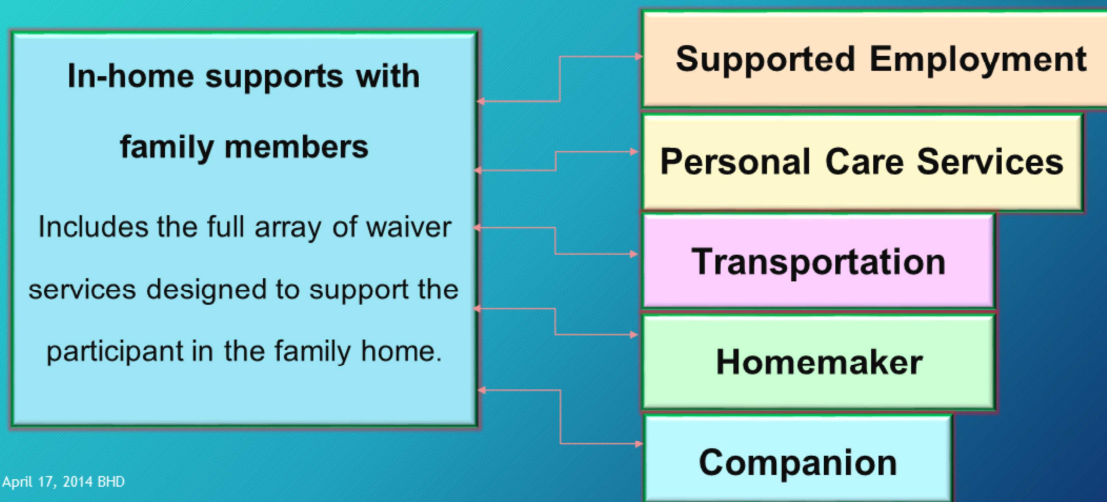 In-home supports with
family members
Includes the full array of waiver
services designed to support the
participant in the family home.
Supported Employment
Personal Care Services
Transportation
Homemaker
Companion
April 17, 2014 BHD